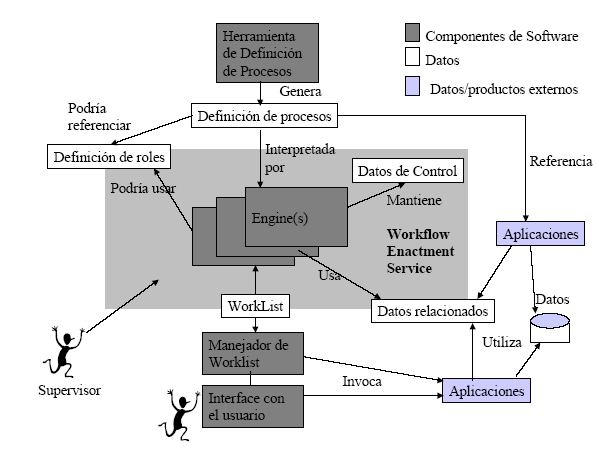 Herramienta
de Definición
de Procesos
Componentes de Software
Datos
Datos/productos externos
Genera
Podría
referenciar
Definición de procesos
Definición de roles
Interpretada
por
Datos de Control
Referencia
Podría usar
Mantiene
Engine(s)
Workflow
Enactment
Service
Aplicaciones
Usa
WorkList
Datos relacionados
Datos
Manejador de
Worklist
Utiliza
Supervisor
Invoca
Aplicaciones
Interface con
el usuario